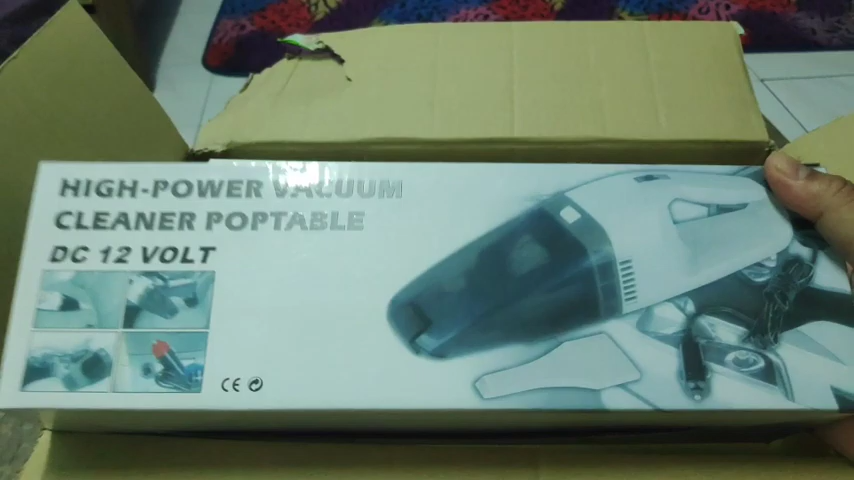 HIGH-POWER VACUUM
CLEANER POPTABLE
DC 12 VOLT
CE